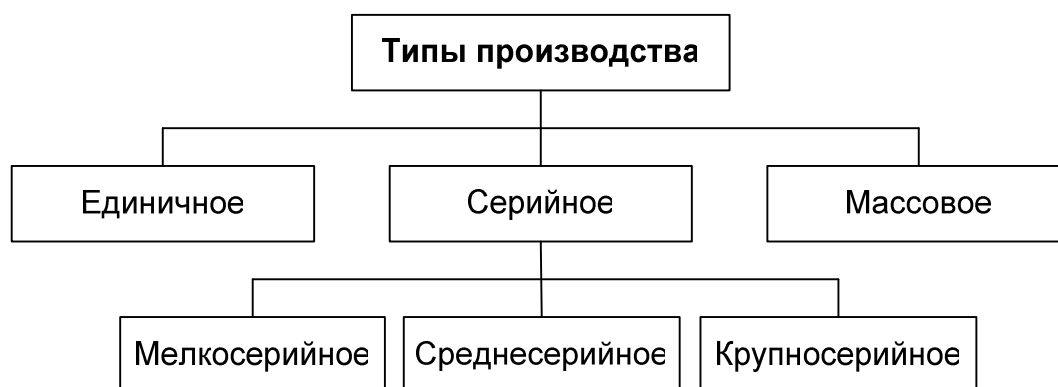 Типы производства
Единичное
Серийное
Массовое
Мелкосерийное
Среднесерийное
Крупносерийное